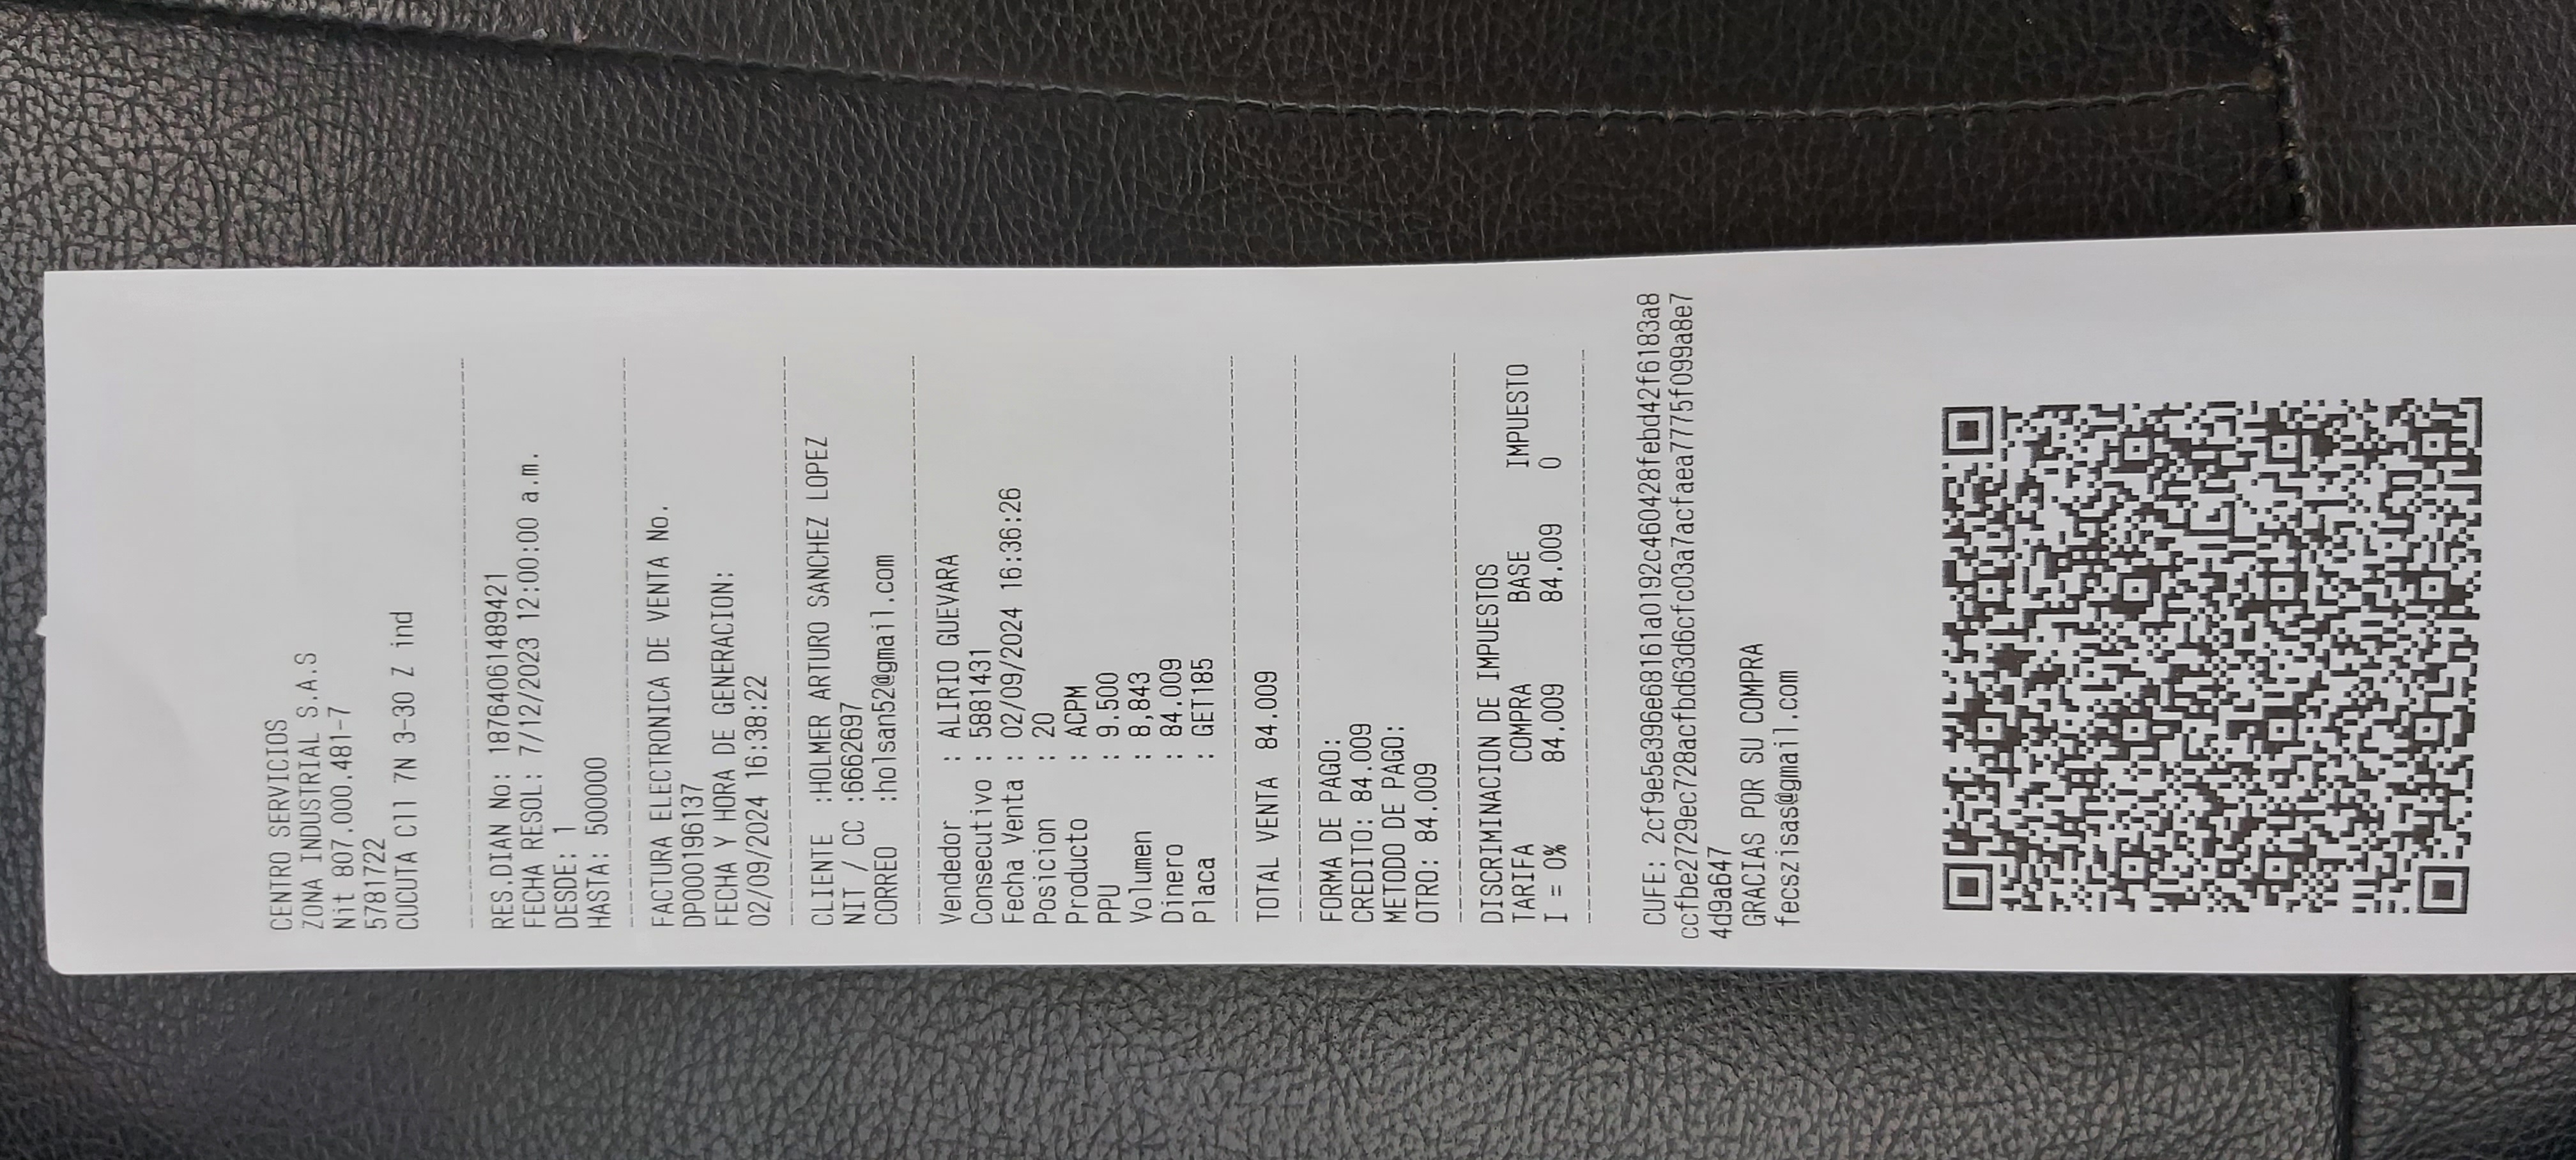 CENTRO SERVICIOS
ZONA INDUSTRIAL S.A.S
Nit 807.000.481-7
5781722
CUCUTA Cll 7N 3-30 Z ind
RES.DIAN No: 18764061489421
FECHA RESOL: 7/12/2023 12:00:00 a.m.
DESDE: 1
HASTA: 500000
FACTURA ELECTRONICA DE VENTA No.
DP000196137
FECHA Y HORA DE GENERACION:
02/09/2024 16:38:22
CLIENTE :HOLMER ARTURO SANCHEZ LOPEZ
NIT / CC :6662697
CORREO :holsan52@gmail.com
Vendedor : ALIRIO GUEVARA
Consecutivo : 5881431
Fecha Venta : 02/09/2024 16:36:26
Posicion : 20
Producto : ACPM
PPU : 9.500
Volumen : 8,843
Dinero : 84.009
Placa : GET185
TOTAL VENTA 84.009
FORMA DE PAGO:
CREDITO: 84.009
METODO DE PAGO:
OTRO: 84.009
DISCRIMINACION DE IMPUESTOS
TARIFA COMPRA BASE IMPUESTO
I = 0% 84.009 84.009 0
CUFE: 2cf9e5e396e68161a0192c460428febd42f6183a8
ccfbe2729ec728acfbd63d6cfc03a7acfaea7775f099a8e7
4d9a647
GRACIAS POR SU COMPRA
fecszisas@gmail.com